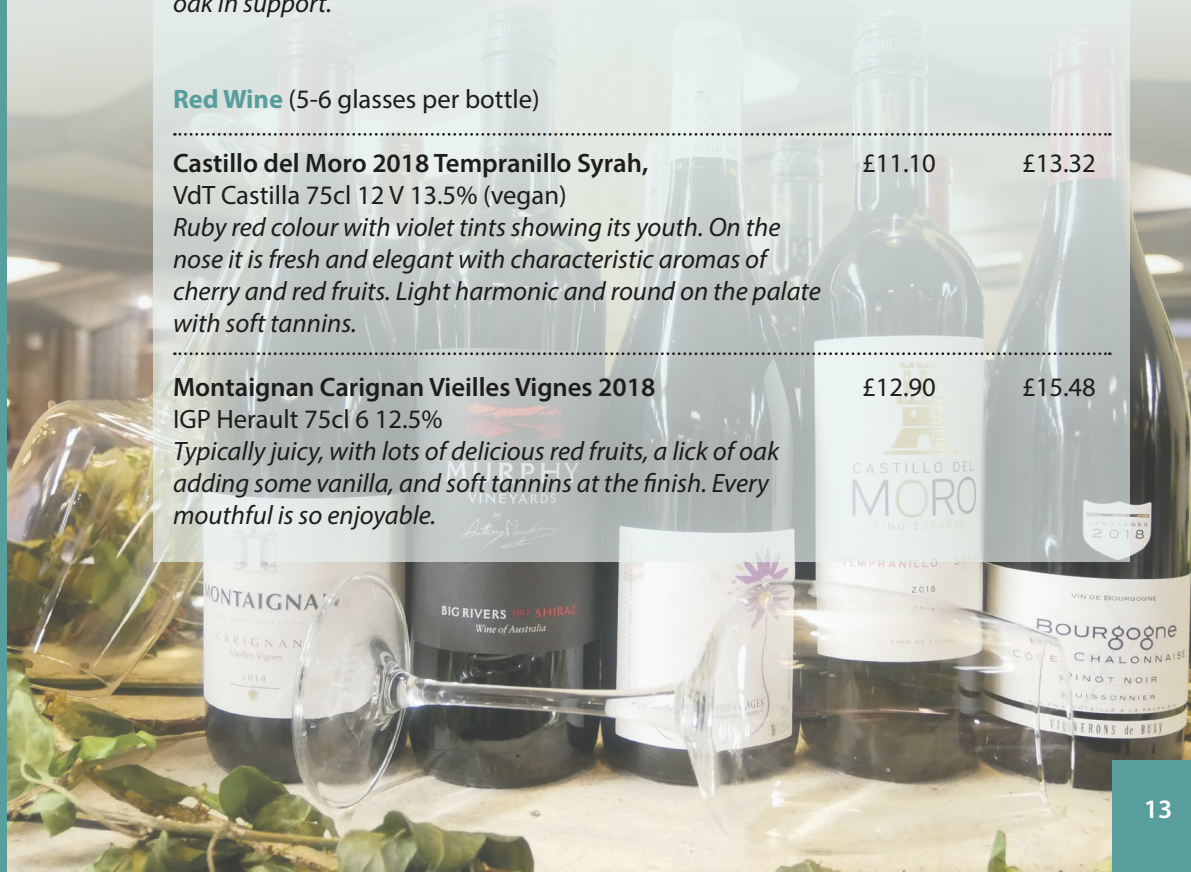 oak in support.
Red Wine (5-6 glasses per bottle)
Castillo del Moro 2018 Tempranillo Syrah, £11.10 £13.32
VdT Castilla 75cl 12 V 13.5% (vegan)
Ruby red colour with violet tints showing its youth. On the
nose it is fresh and elegant with characteristic aromas of
cherry and red fruits. Light harmonic and round on the palate
with soft tannins.
Montaignan Carignan Vieilles Vignes 2018 £12.90 £15.48
IGP Herault 75cl 6 12.5%
Typically juicy, with lots of delicious red fruits, a lick of oak
adding some vanilla, and soft tannins at the finish. Every
mouthful is so enjoyable.
MONTAIGNAN
CARIGNAN
Vieilles Vignes
2018
MURPHY
VINEYARDS
by
BIG RIVERS 2017 SHIRAZ
Wine of Australia
CASTILLO DEL
MORO
VINO ESPAÑOL
TEMPRANILLO
2018
VENDANGES
2018
VIN DE BOURGOGNE
BOURGOGNE
CÔTE CHALONNAISE
PINOT NOIR
BUISSONNIER
VIGNERONS de BUXY
13